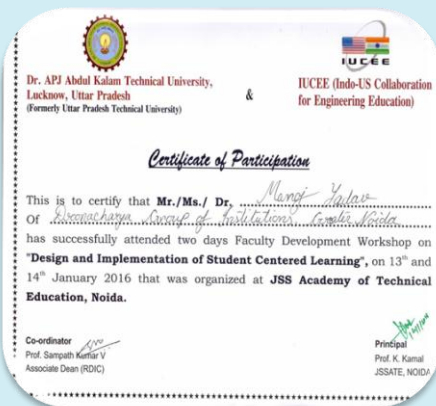 IUCEE
Dr. APJ Abdul Kalam Technical University,
Lucknow, Uttar Pradesh
(Formerly Uttar Pradesh Technical University)
&
IUCEE (Indo-US Collaboration
for Engineering Education)
Certificate of Participation
This is to certify that Mr./Ms./ Dr. Manoj Yadav
Of Dronacharya Group of Institutions, Greater Noida
has successfully attended two days Faculty Development Workshop on
"Design and Implementation of Student Centered Learning", on 13th and
14th January 2016 that was organized at JSS Academy of Technical
Education, Noida.
Co-ordinator
Prof. Sampath Kumar V
Associate Dean (RDIC)
Principal
Prof. K. Kamal
JSSATE, NOIDA